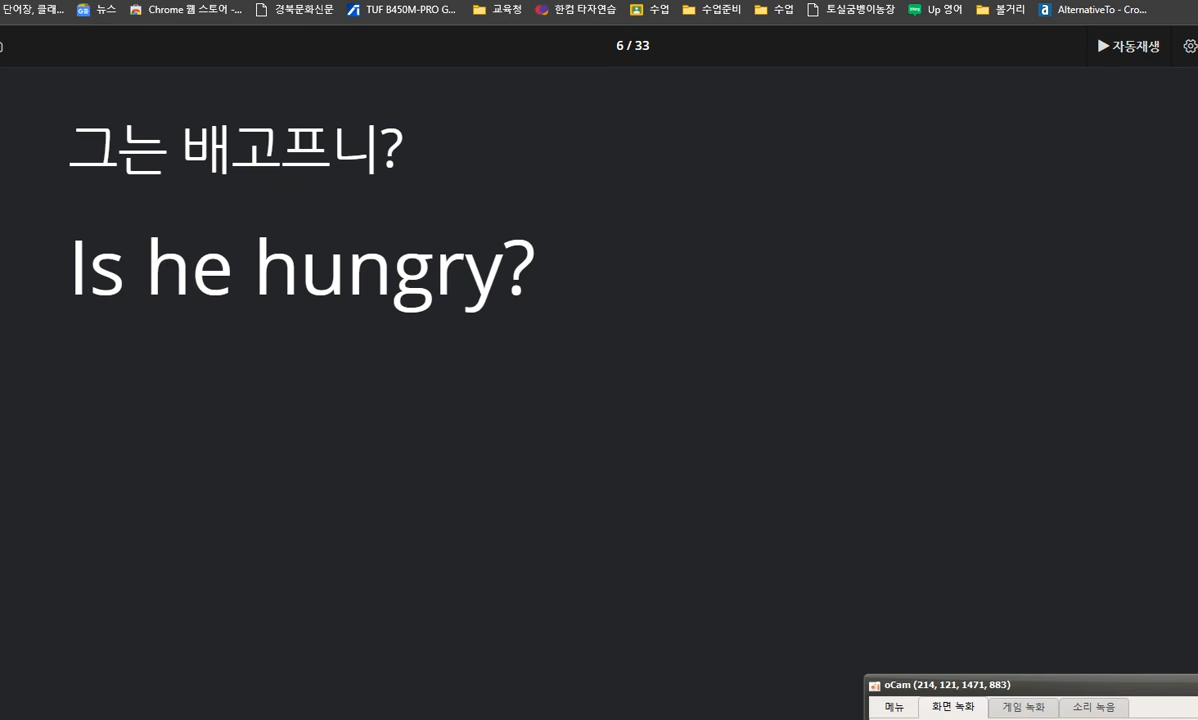 단어장, 클래... 뉴스 Chrome 웹 스토어 -... 경북문화신문 TUF B450M-PRO G... 교육청 한컴 타자연습 수업 수업준비 수업 토실굼벵이농장 Up 영어 볼거리 AlternativeTo - Cro...
6 / 33 ▶ 자동재생
그는 배고프니?
Is he hungry?
oCam (214, 121, 1471, 883)
메뉴 화면 녹화 게임 녹화 소리 녹음